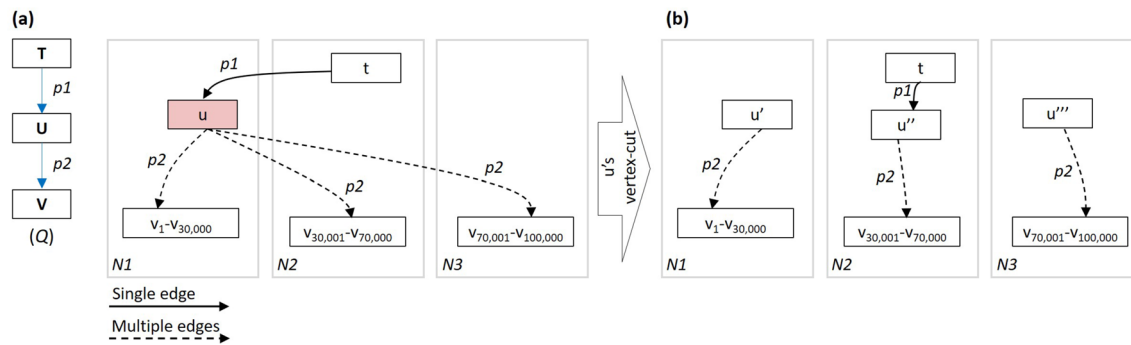 (a)
T
p1
U
p2
V
(Q)
p1
t
u
p2
p2
p2
v₁-v₃₀,₀₀₀
v₃₀,₀₀₁-v₇₀,₀₀₀
v₇₀,₀₀₁-v₁₀₀,₀₀₀
N1
N2
N3
Single edge
Multiple edges
u's
vertex-cut
(b)
t
p1
u'
u''
u'''
p2
p2
p2
v₁-v₃₀,₀₀₀
v₃₀,₀₀₁-v₇₀,₀₀₀
v₇₀,₀₀₁-v₁₀₀,₀₀₀
N1
N2
N3